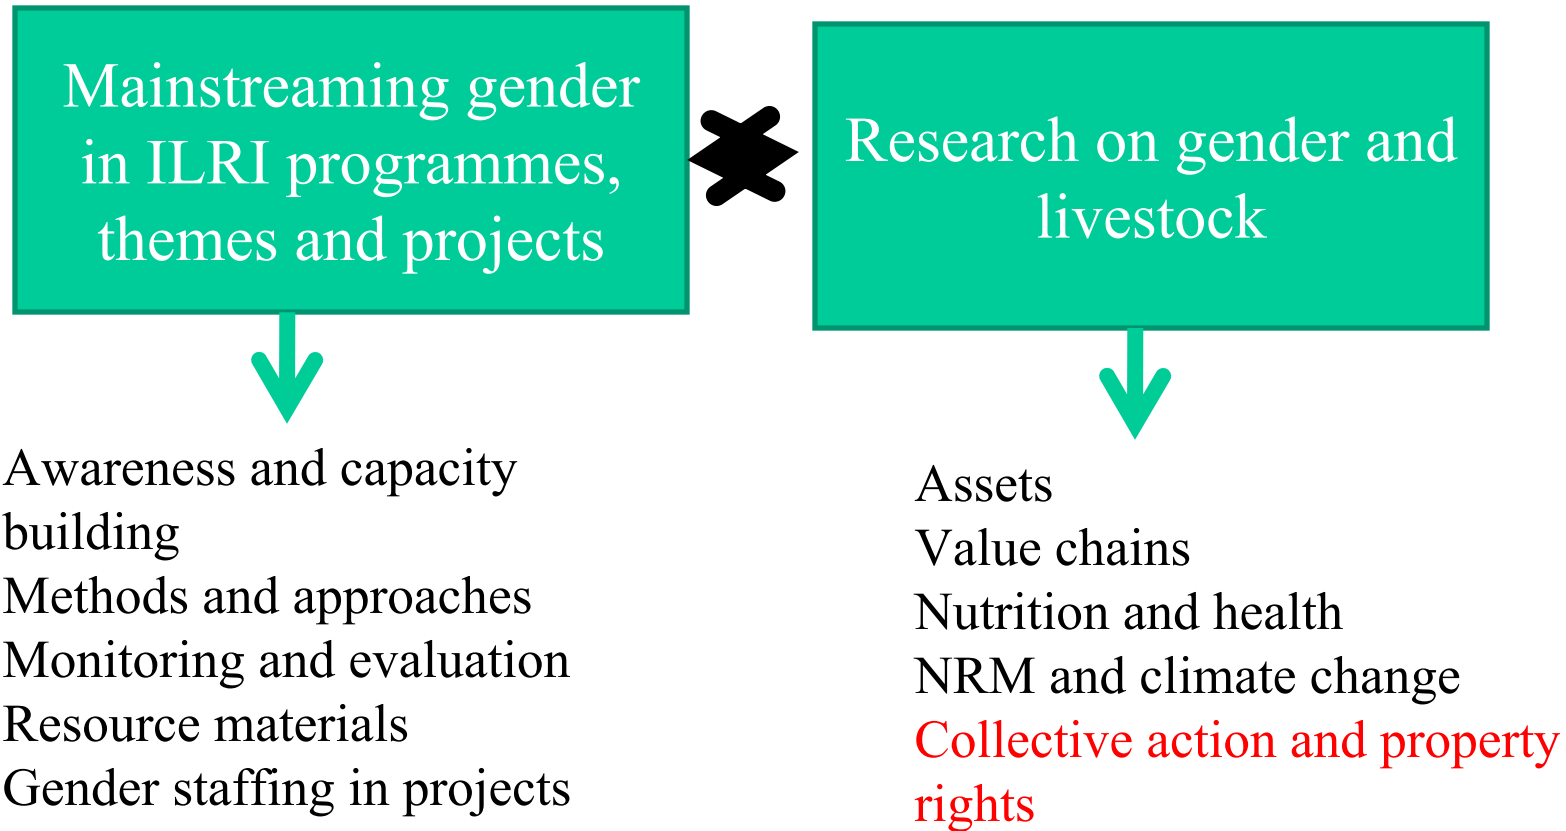 Mainstreaming gender
in ILRI programmes,
themes and projects
Awareness and capacity
building
Methods and approaches
Monitoring and evaluation
Resource materials
Gender staffing in projects
Research on gender and
livestock
Assets
Value chains
Nutrition and health
NRM and climate change
Collective action and property
rights